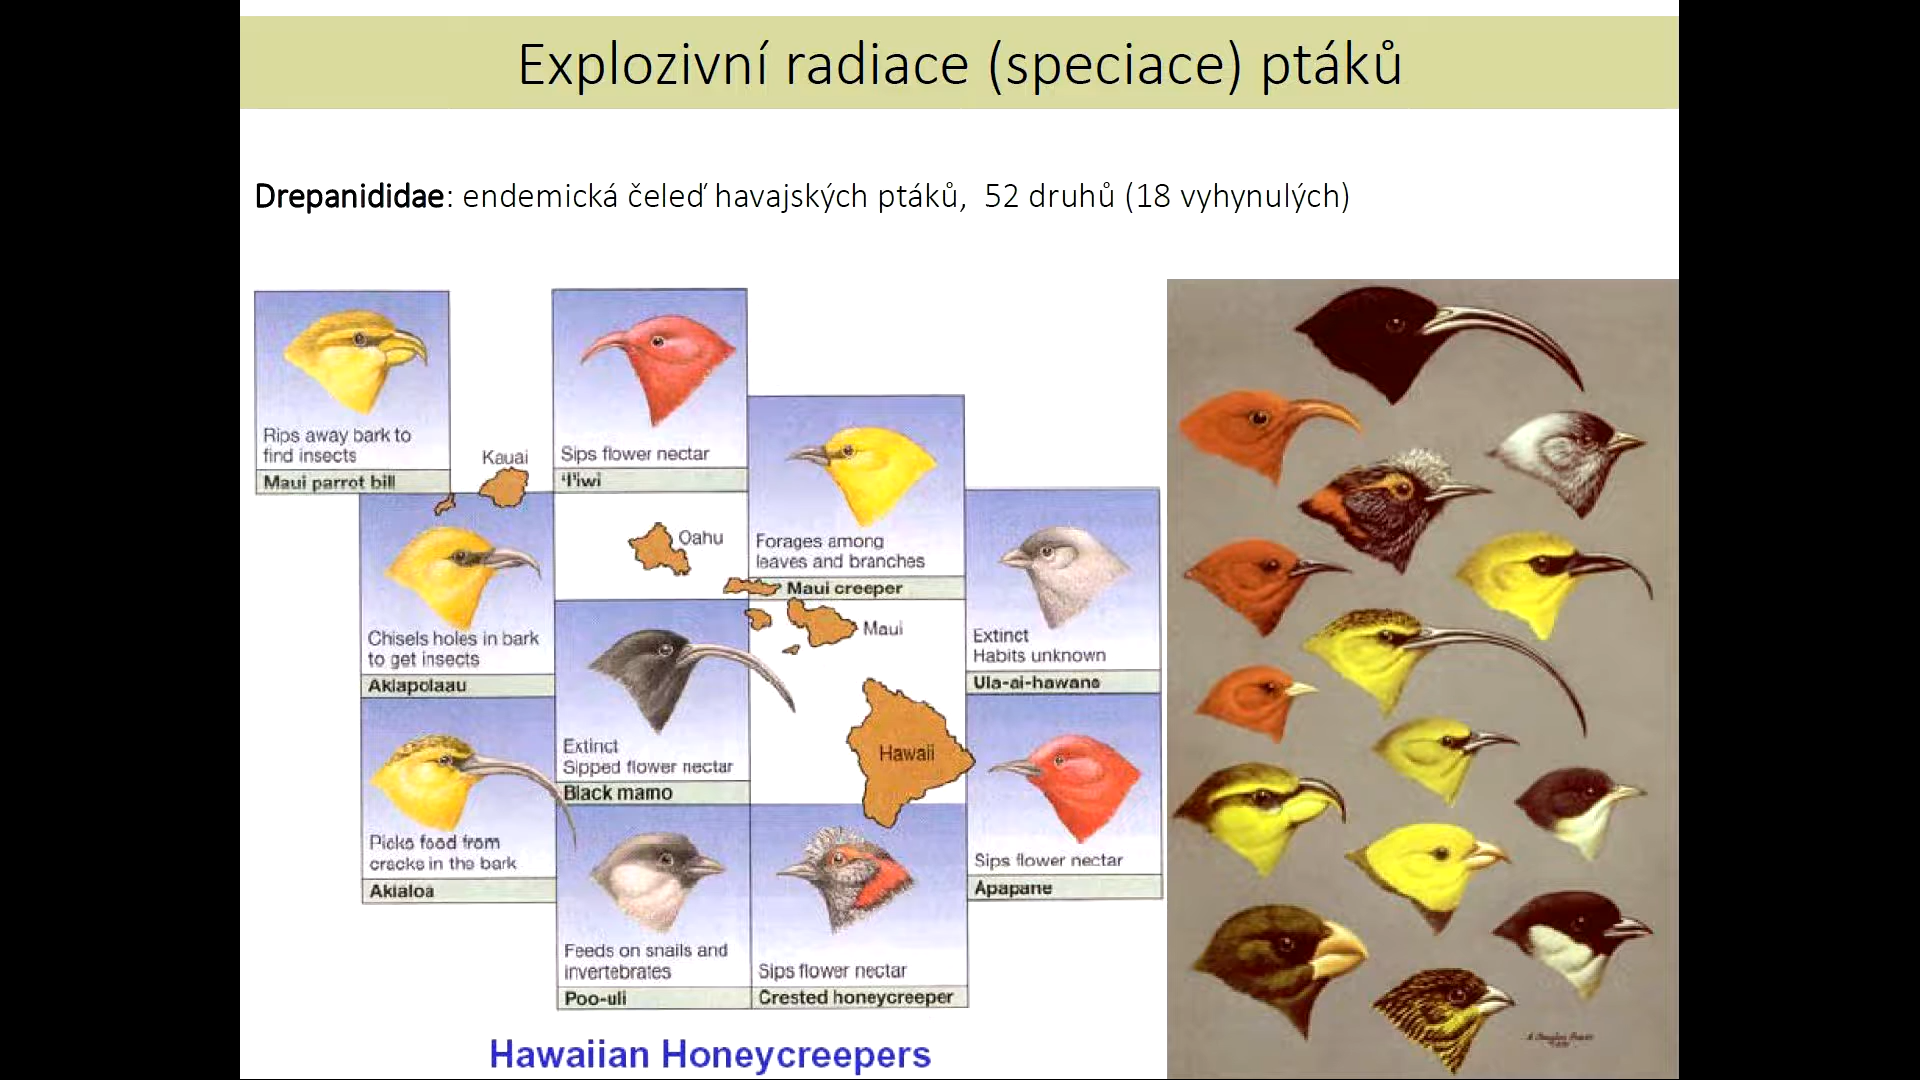 Explozivní radiace (speciace) ptáků
Drepanididae: endemická čeleď havajských ptáků, 52 druhů (18 vyhynulých)
Rips away bark to
find insects
Maui parrot bill
Kauai
Sips flower nectar
'I'iwi
Oahu
Forages among
leaves and branches
Maui creeper
Chisels holes in bark
to get insects
Akiapolaau
Maui
Extinct
Habits unknown
Ula-ai-hawane
Extinct
Sipped flower nectar
Black mamo
Hawaii
Picks food from
cracks in the bark
Akialoa
Sips flower nectar
Apapane
Feeds on snails and
invertebrates
Poo-uli
Sips flower nectar
Crested honeycreeper
Hawaiian Honeycreepers